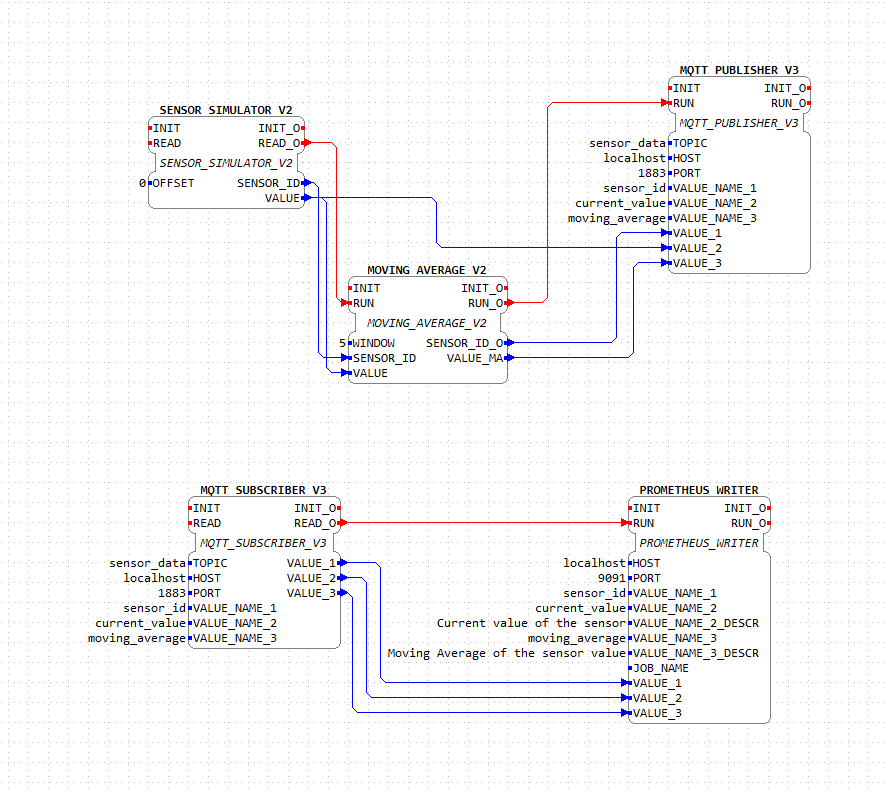 MQTT PUBLISHER V3
INIT INIT_O
RUN RUN_O
MQTT_PUBLISHER_V3
sensor_data TOPIC
localhost HOST
1883 PORT
sensor_id VALUE_NAME_1
current_value VALUE_NAME_2
moving_average VALUE_NAME_3
VALUE_1
VALUE_2
VALUE_3
SENSOR SIMULATOR V2
INIT INIT_O
READ READ_O
SENSOR_SIMULATOR_V2
0 OFFSET SENSOR_ID
VALUE
MOVING AVERAGE V2
INIT INIT_O
RUN RUN_O
MOVING_AVERAGE_V2
5 WINDOW SENSOR_ID_O
SENSOR_ID VALUE_MA
VALUE
MQTT SUBSCRIBER V3
INIT INIT_O
READ READ_O
MQTT_SUBSCRIBER_V3
sensor_data TOPIC VALUE_1
localhost HOST VALUE_2
1883 PORT VALUE_3
sensor_id VALUE_NAME_1
current_value VALUE_NAME_2
moving_average VALUE_NAME_3
PROMETHEUS WRITER
INIT INIT_O
RUN RUN_O
PROMETHEUS_WRITER
localhost HOST
9091 PORT
sensor_id VALUE_NAME_1
current_value VALUE_NAME_2
Current value of the sensor VALUE_NAME_2_DESCR
moving_average VALUE_NAME_3
Moving Average of the sensor value VALUE_NAME_3_DESCR
JOB_NAME
VALUE_1
VALUE_2
VALUE_3